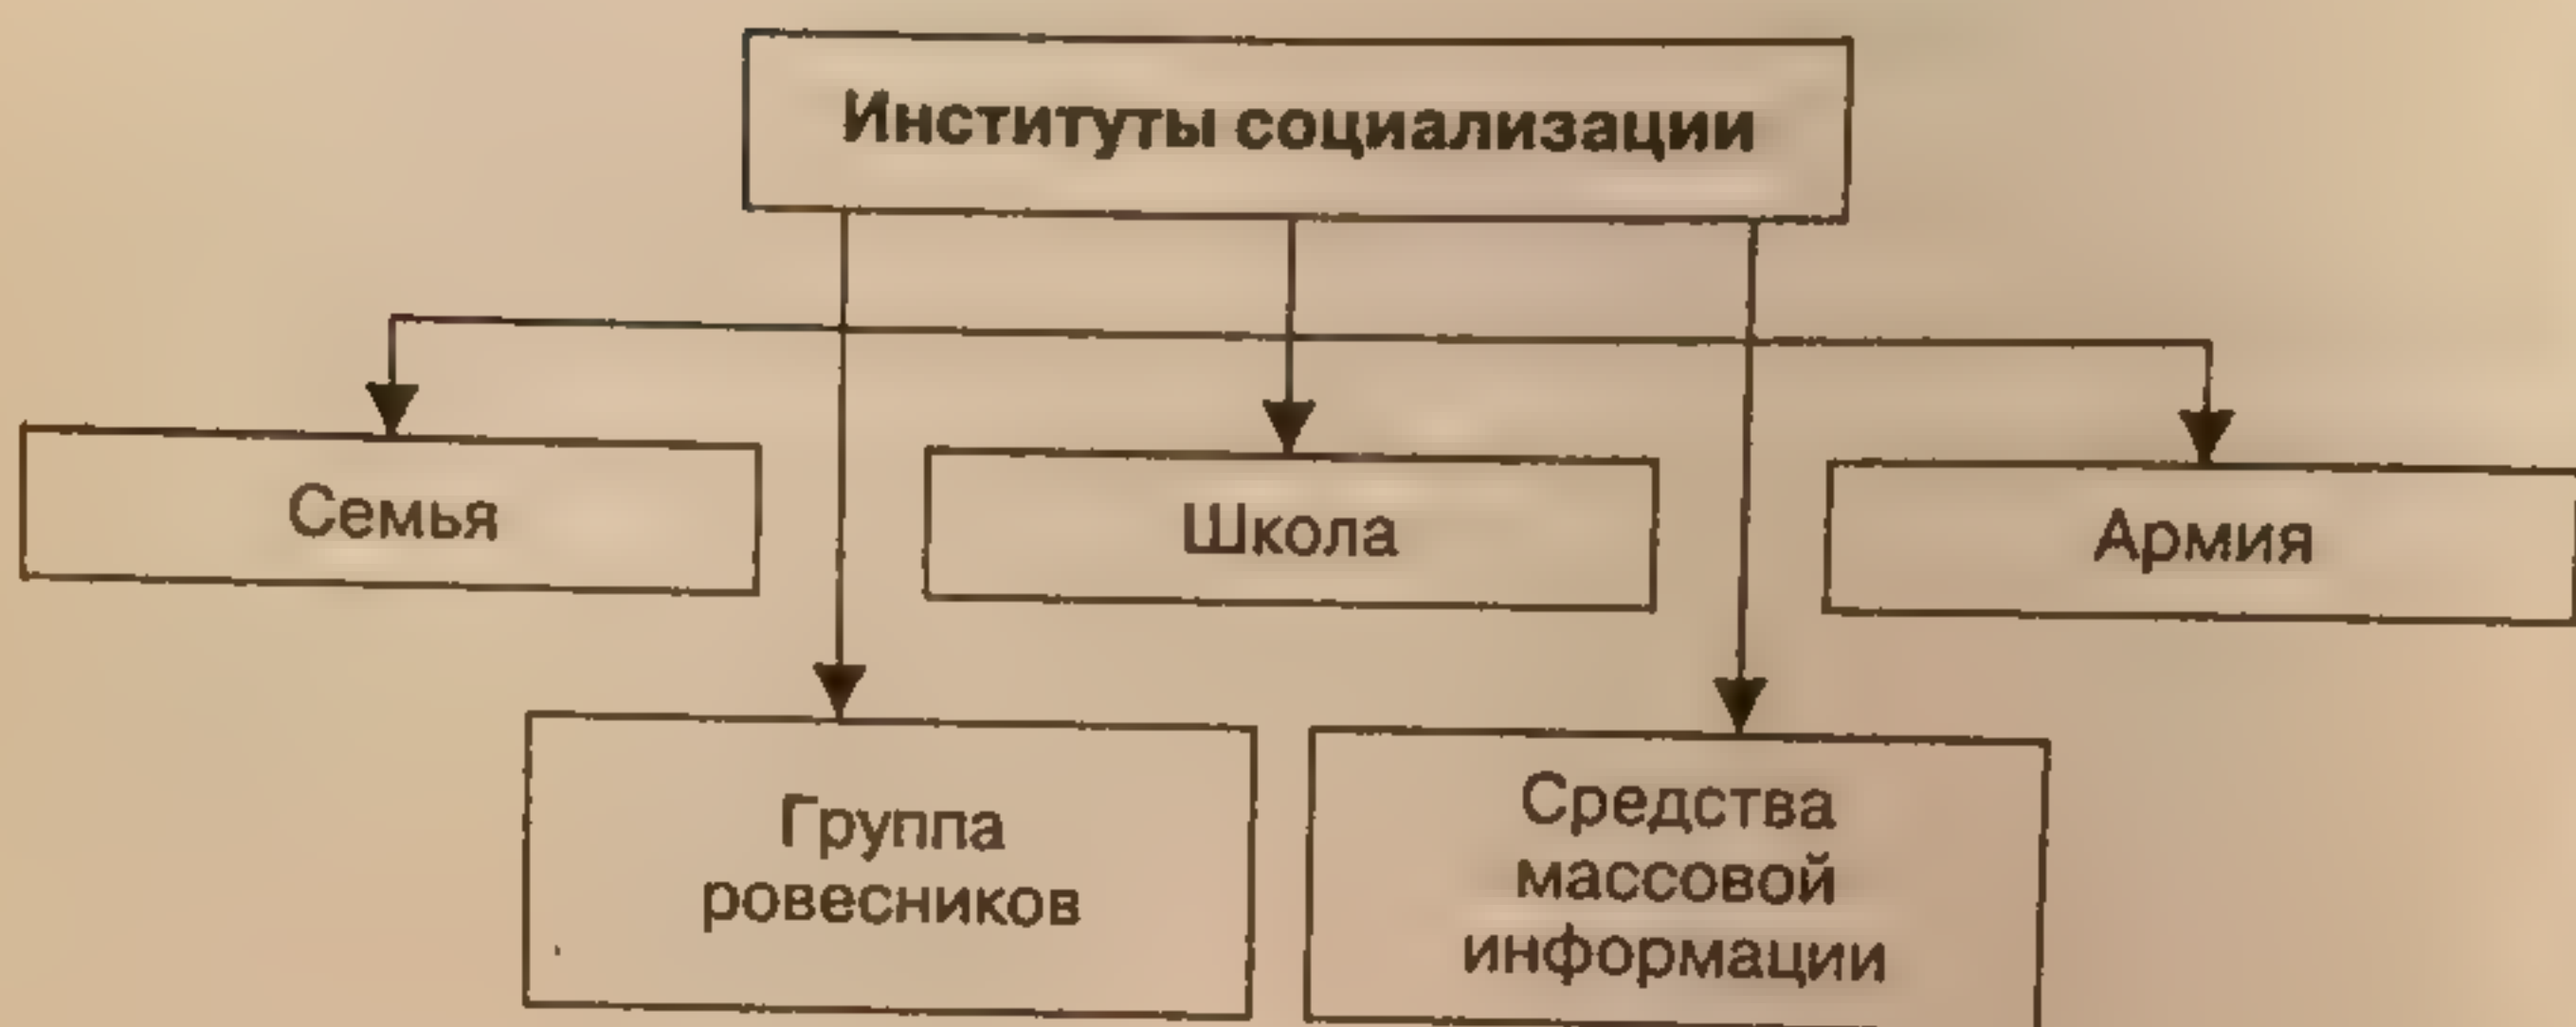 Институты социализации
Семья
Школа
Армия
Группа
ровесников
Средства
массовой
информации